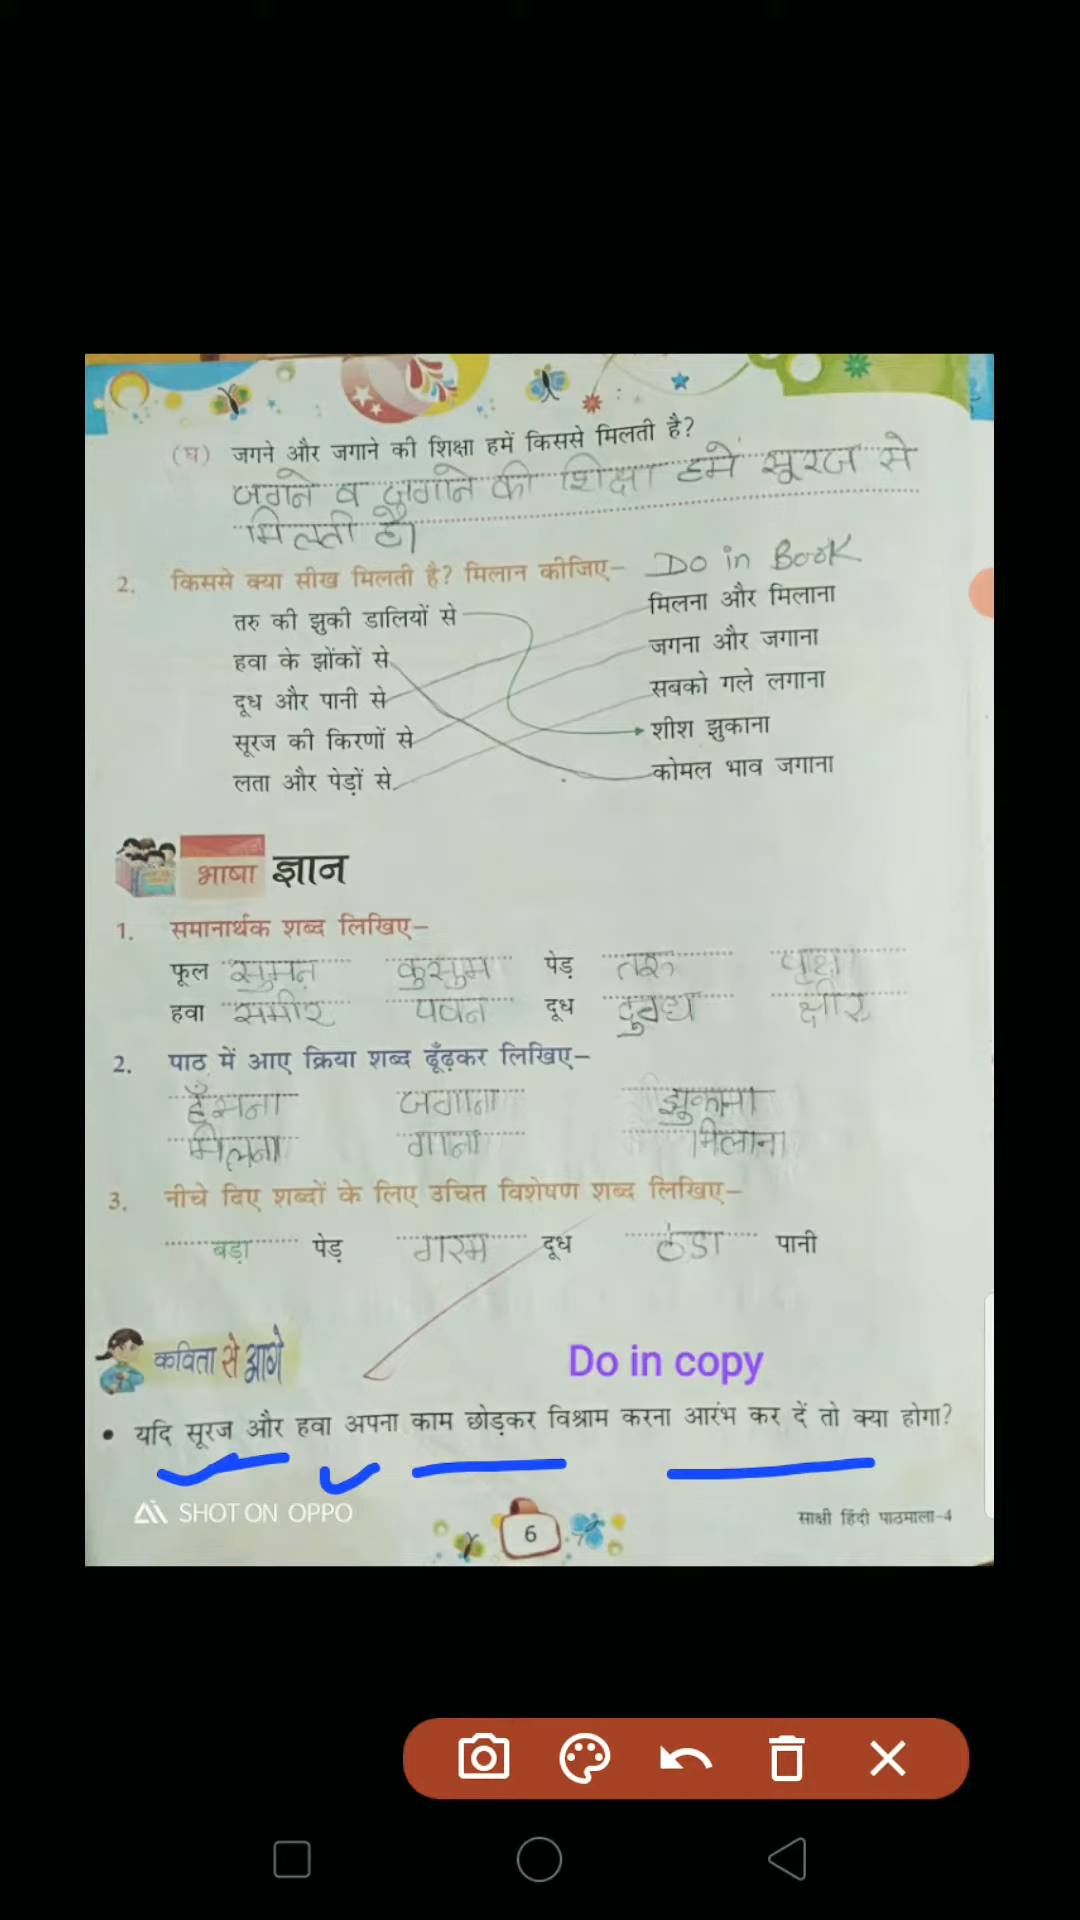 (घ) जगने और जगाने की शिक्षा हमें किससे मिलती है?
जगने व जगाने की शिक्षा हमें सूरज से
मिलती है।
2. किससे क्या सीख मिलती है? मिलान कीजिए– Do in Book
तरु की झुकी डालियों से मिलना और मिलाना
हवा के झोंकों से जगना और जगाना
दूध और पानी से सबको गले लगाना
सूरज की किरणों से शीश झुकाना
लता और पेड़ों से कोमल भाव जगाना
भाषा ज्ञान
1. समानार्थक शब्द लिखिए–
फूल सुमन कुसुम पेड़ तरु वृक्ष
हवा समीर पवन दूध दुग्ध क्षीर
2. पाठ में आए क्रिया शब्द ढूँढ़कर लिखिए–
हँसना जगाना झुकाना
मिलना गाना मिलाना
3. नीचे दिए शब्दों के लिए उचित विशेषण शब्द लिखिए–
बड़ा पेड़ गरम दूध ठंडा पानी
कविता से आगे Do in copy
• यदि सूरज और हवा अपना काम छोड़कर विश्राम करना आरंभ कर दें तो क्या होगा?
SHOT ON OPPO
6
साक्षी हिंदी पाठमाला-4